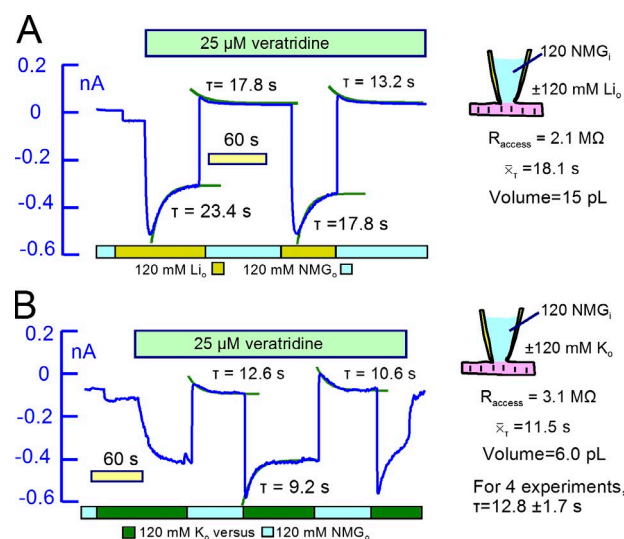 A
25 µM veratridine
0.2
nA
0
-0.2
-0.4
-0.6
τ= 17.8 s
τ = 13.2 s
60 s
τ = 23.4 s
τ =17.8 s
120 mM Liₒ
120 mM NMGₒ
120 NMGᵢ
±120 mM Liₒ
Rₐccess = 2.1 MΩ
x̄τ =18.1 s
Volume=15 pL
B
25 µM veratridine
0.2
nA
0
-0.2
-0.4
-0.6
τ = 12.6 s
τ = 10.6 s
60 s
τ = 9.2 s
120 mM Kₒ versus
120 mM NMGₒ
120 NMGᵢ
±120 mM Kₒ
Rₐccess = 3.1 MΩ
x̄τ =11.5 s
Volume=6.0 pL
For 4 experiments,
τ=12.8 ±1.7 s